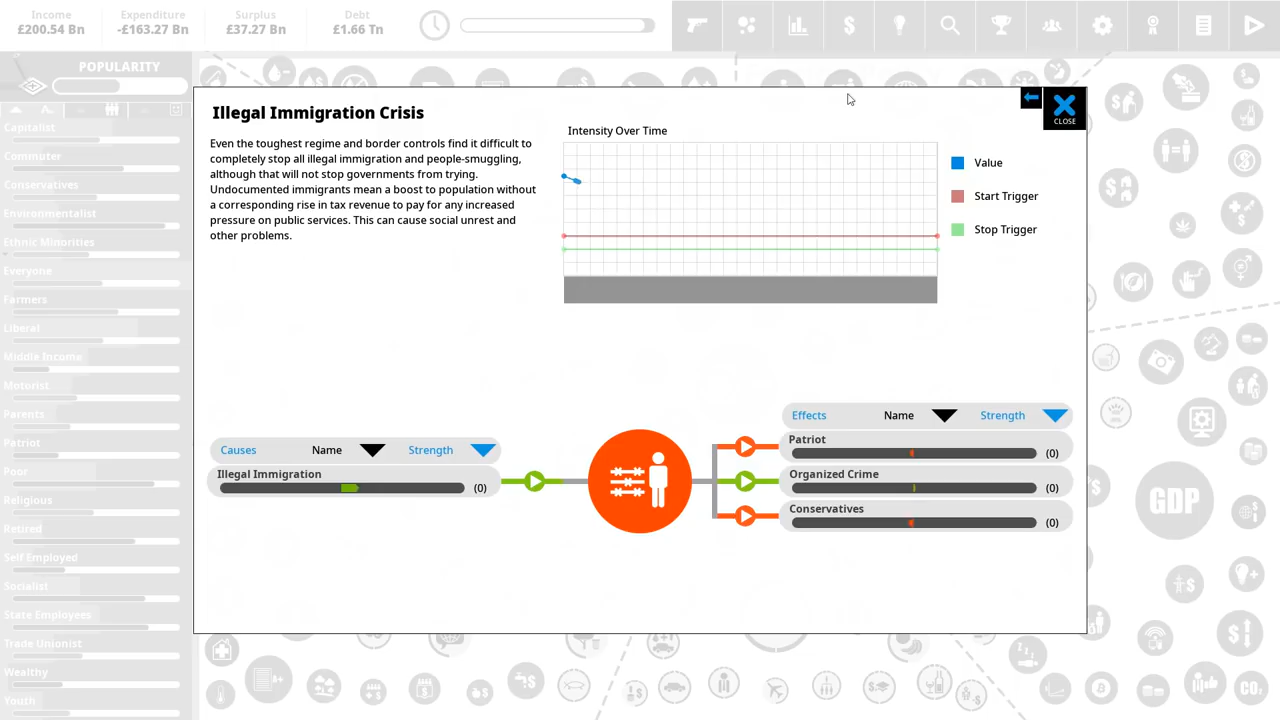 Income
Expenditure
Surplus
Debt
£200.54 Bn
-£163.27 Bn
£37.27 Bn
£1.66 Tn
POPULARITY
Capitalist
Commuter
Conservatives
Environmentalist
Ethnic Minorities
Everyone
Farmers
Liberal
Middle Income
Motorist
Parents
Patriot
Poor
Religious
Retired
Self Employed
Socialist
State Employees
Trade Unionist
Wealthy
Youth
Illegal Immigration Crisis
CLOSE
Even the toughest regime and border controls find it difficult to
completely stop all illegal immigration and people-smuggling,
although that will not stop governments from trying.
Undocumented immigrants mean a boost to population without
a corresponding rise in tax revenue to pay for any increased
pressure on public services. This can cause social unrest and
other problems.
Intensity Over Time
Value
Start Trigger
Stop Trigger
Causes
Name
Strength
Illegal Immigration
(0)
Effects
Name
Strength
Patriot
(0)
Organized Crime
(0)
Conservatives
(0)
GDP
A+
CO₂